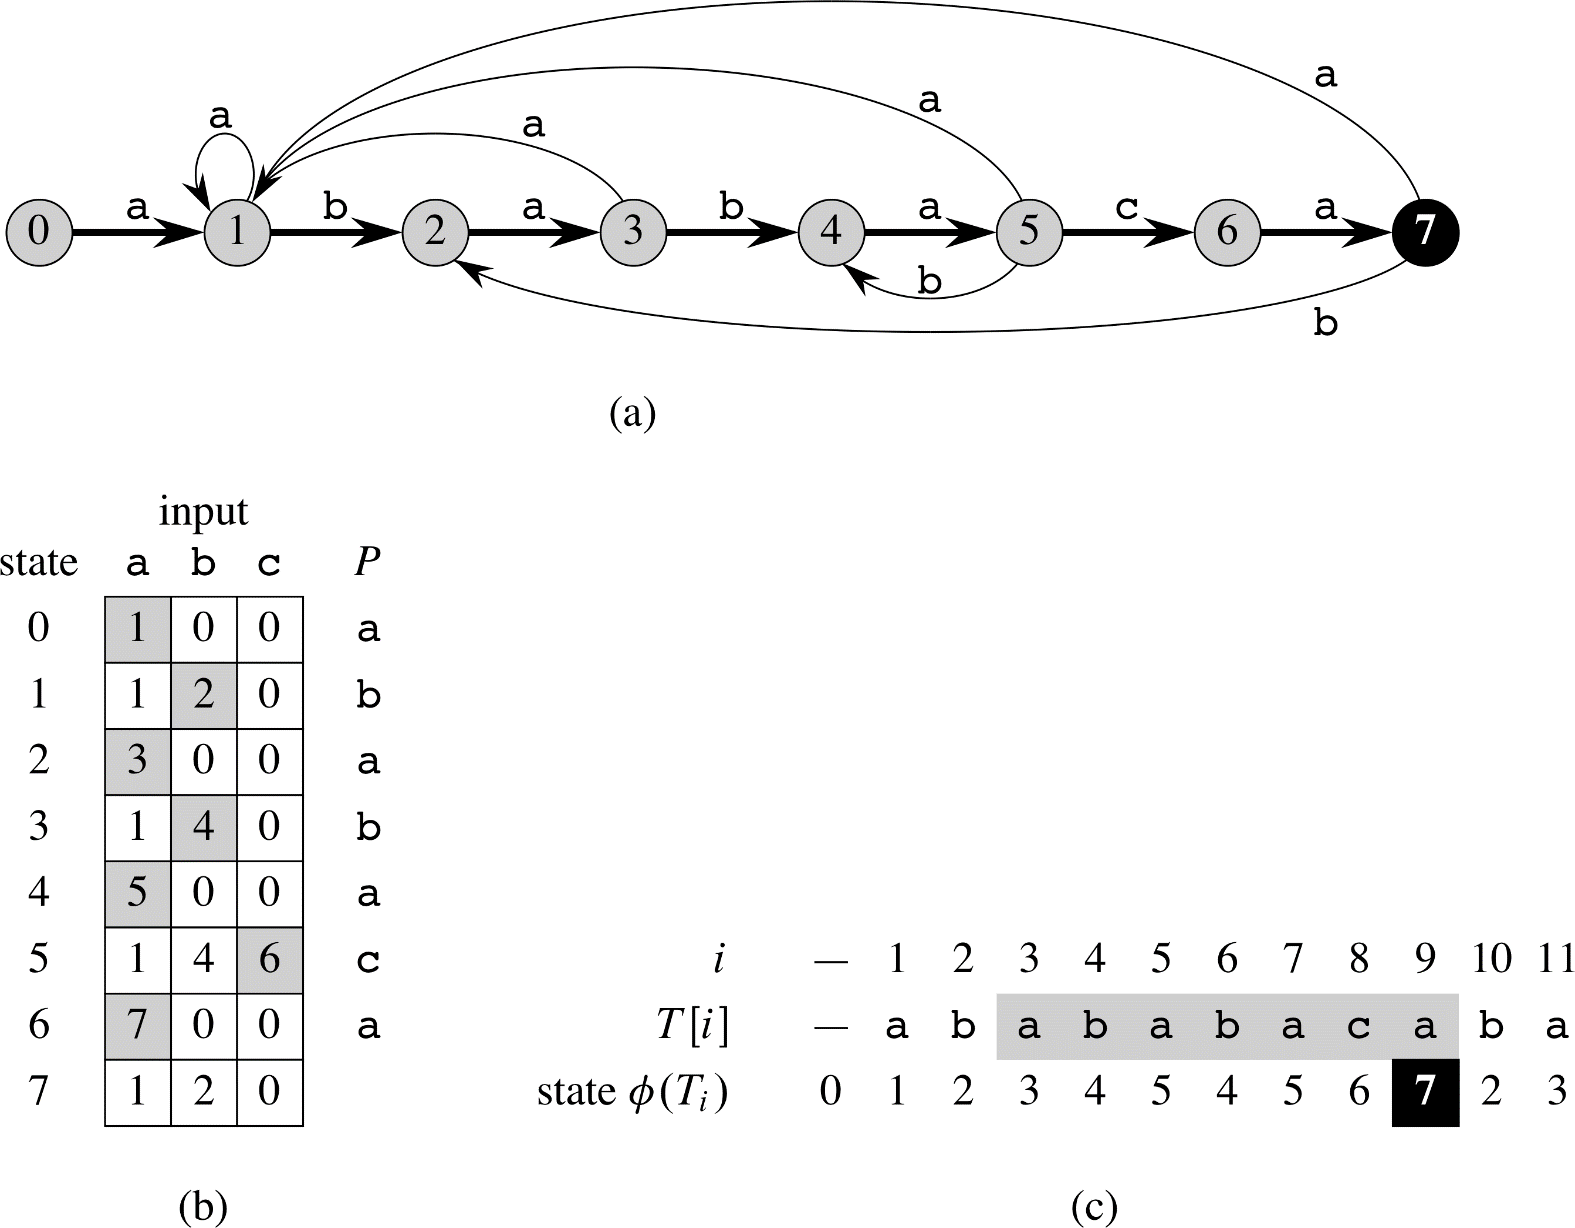 a
a a
a
a
0 a 1 b 2 a 3 b 4 a 5 c 6 a 7
b
b
(a)
input
state a b c P
0 1 0 0 a
1 1 2 0 b
2 3 0 0 a
3 1 4 0 b
4 5 0 0 a
5 1 4 6 c
6 7 0 0 a
7 1 2 0
(b)
i — 1 2 3 4 5 6 7 8 9 10 11
T[i] — a b a b a b a c a b a
state ϕ(Tᵢ) 0 1 2 3 4 5 4 5 6 7 2 3
(c)